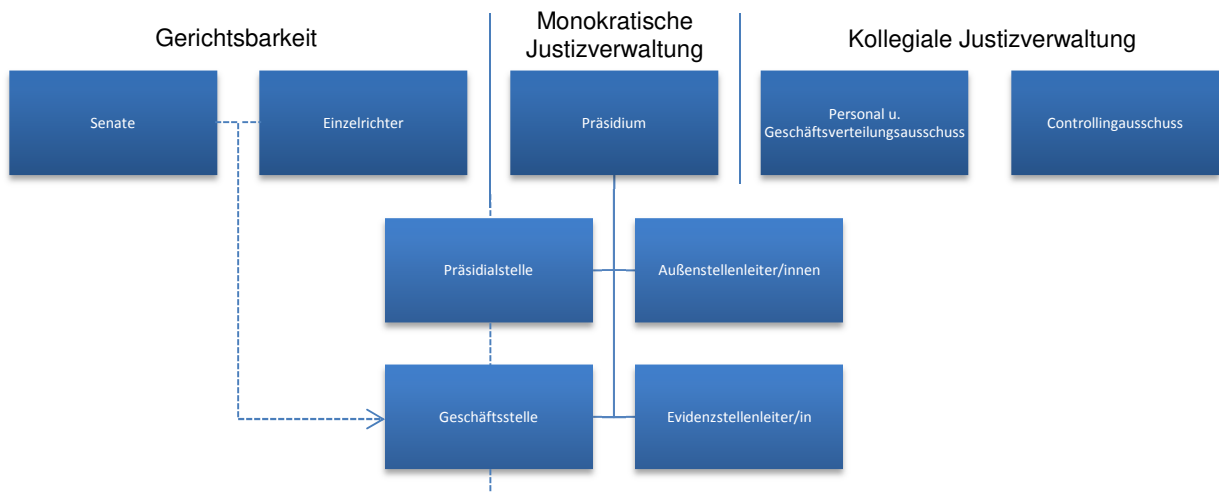 Gerichtsbarkeit
Monokratische
Justizverwaltung
Kollegiale Justizverwaltung
Senate
Einzelrichter
Präsidium
Personal u.
Geschäftsverteilungsausschuss
Controllingausschuss
Präsidialstelle
Außenstellenleiter/innen
Geschäftsstelle
Evidenzstellenleiter/in